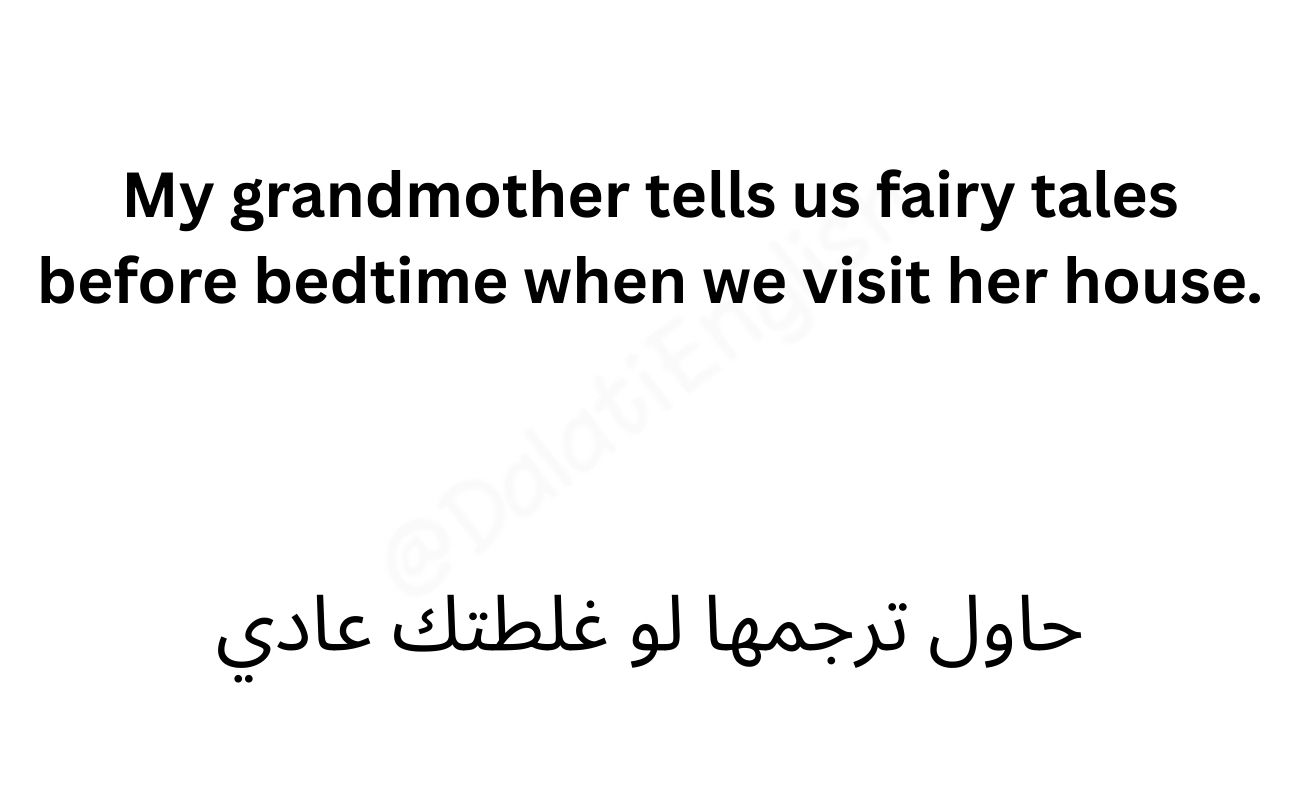 My grandmother tells us fairy tales
before bedtime when we visit her house.
@DalatiEnglish
حاول ترجمها لو غلطتك عادي